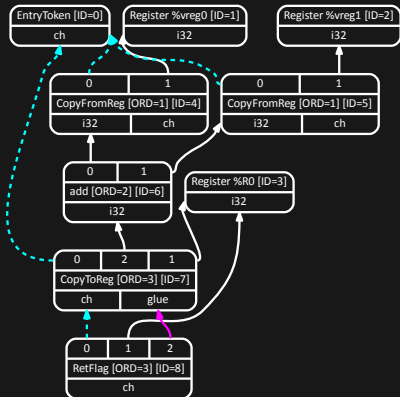 EntryToken [ID=0]
ch
Register %vreg0 [ID=1]
i32
Register %vreg1 [ID=2]
i32
0 1
CopyFromReg [ORD=1] [ID=4]
i32 ch
0 1
CopyFromReg [ORD=1] [ID=5]
i32 ch
0 1
add [ORD=2] [ID=6]
i32
Register %R0 [ID=3]
i32
0 2 1
CopyToReg [ORD=3] [ID=7]
ch glue
0 1 2
RetFlag [ORD=3] [ID=8]
ch